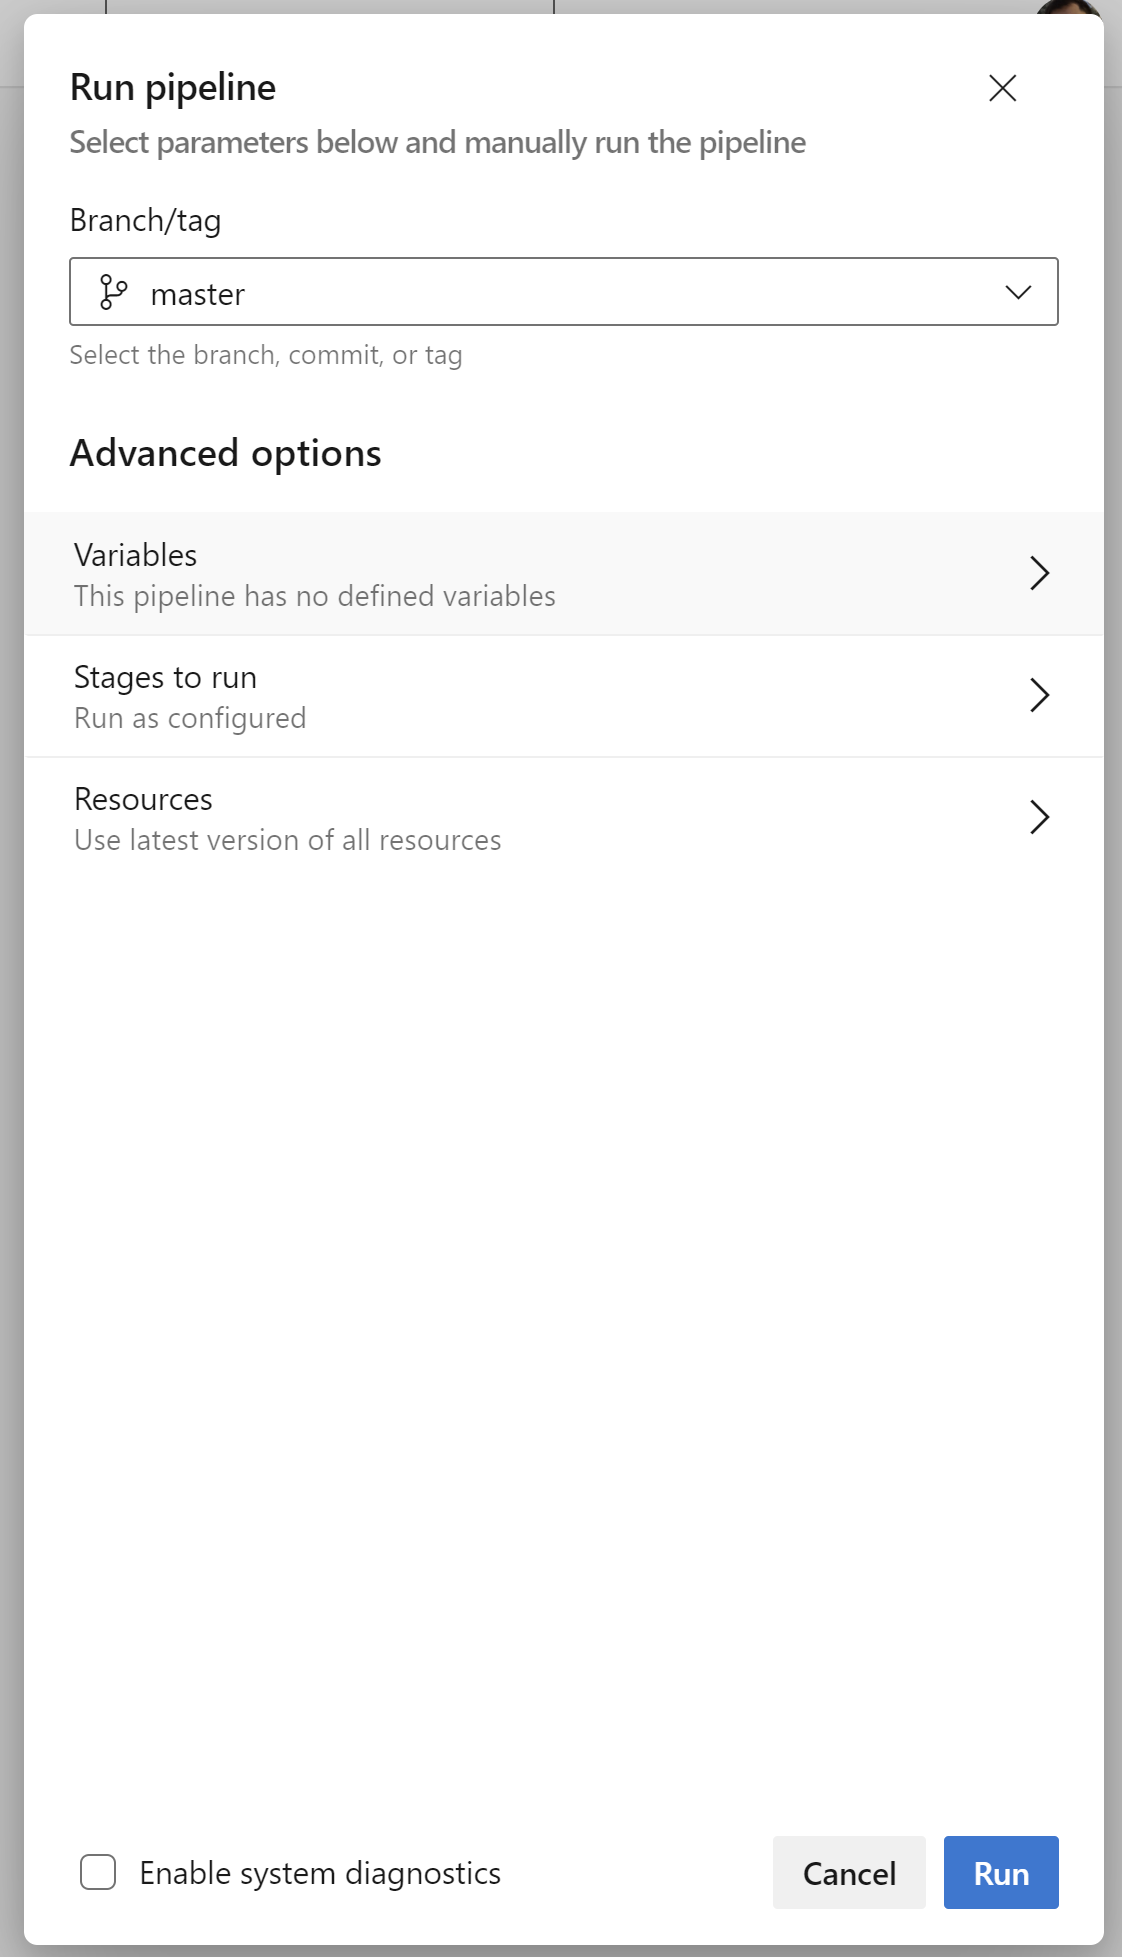 Run pipeline
Select parameters below and manually run the pipeline
Branch/tag
master
Select the branch, commit, or tag
Advanced options
Variables
This pipeline has no defined variables
Stages to run
Run as configured
Resources
Use latest version of all resources
Enable system diagnostics
Cancel
Run